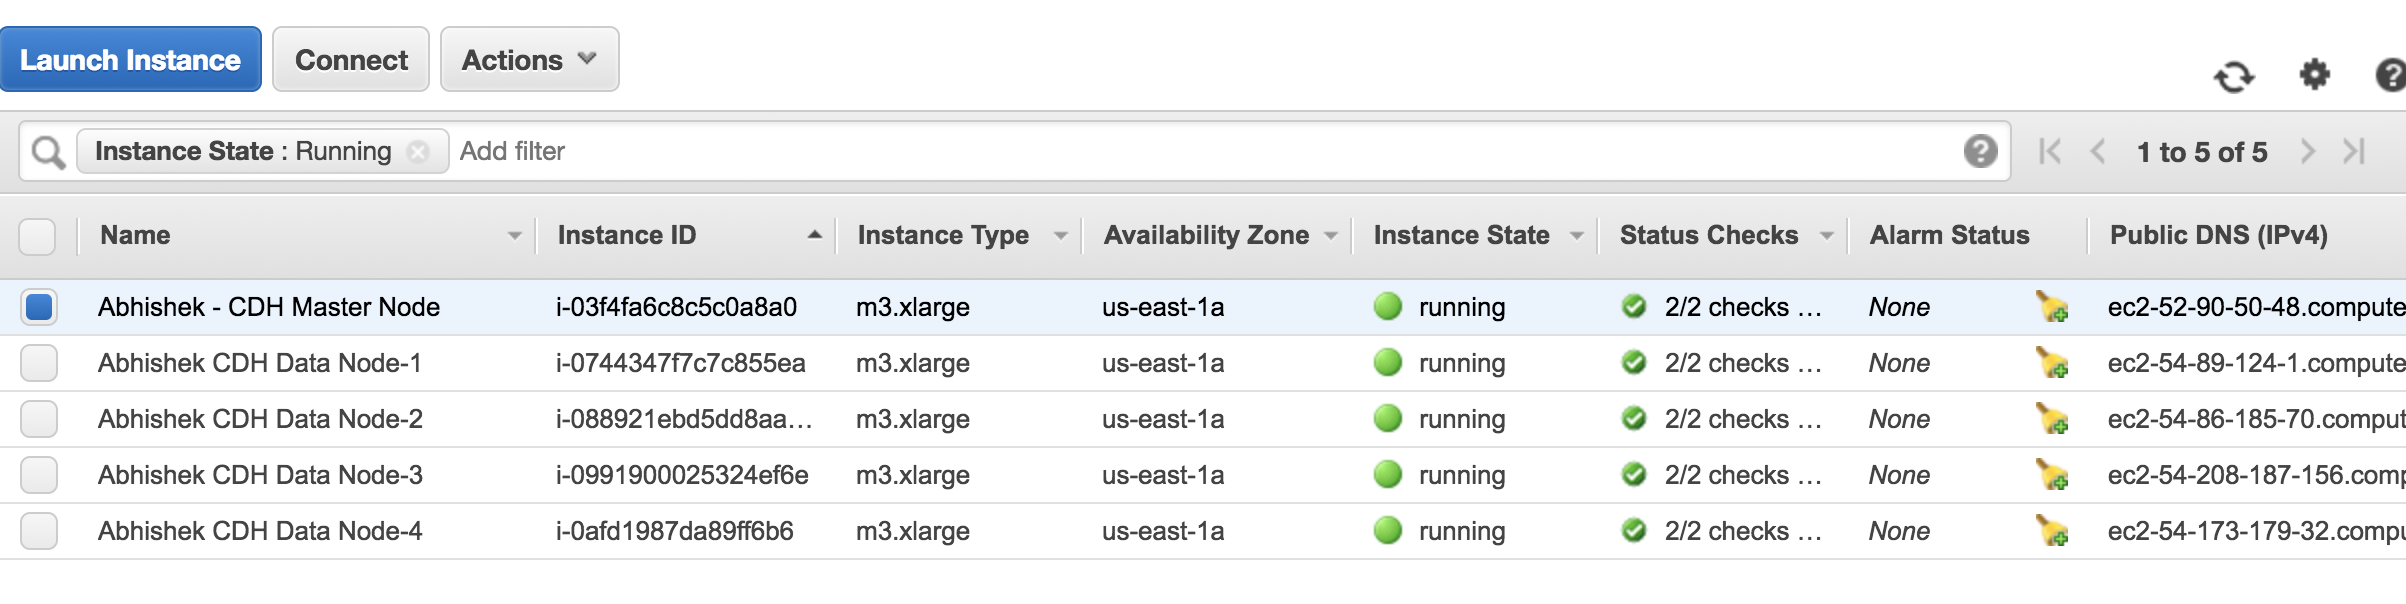 Launch Instance Connect Actions
Instance State : Running Add filter 1 to 5 of 5
Name Instance ID Instance Type Availability Zone Instance State Status Checks Alarm Status Public DNS (IPv4)
Abhishek - CDH Master Node i-03f4fa6c8c5c0a8a0 m3.xlarge us-east-1a running 2/2 checks ... None ec2-52-90-50-48.compute
Abhishek CDH Data Node-1 i-0744347f7c7c855ea m3.xlarge us-east-1a running 2/2 checks ... None ec2-54-89-124-1.compute
Abhishek CDH Data Node-2 i-088921ebd5dd8aa... m3.xlarge us-east-1a running 2/2 checks ... None ec2-54-86-185-70.comput
Abhishek CDH Data Node-3 i-0991900025324ef6e m3.xlarge us-east-1a running 2/2 checks ... None ec2-54-208-187-156.comp
Abhishek CDH Data Node-4 i-0afd1987da89ff6b6 m3.xlarge us-east-1a running 2/2 checks ... None ec2-54-173-179-32.compu